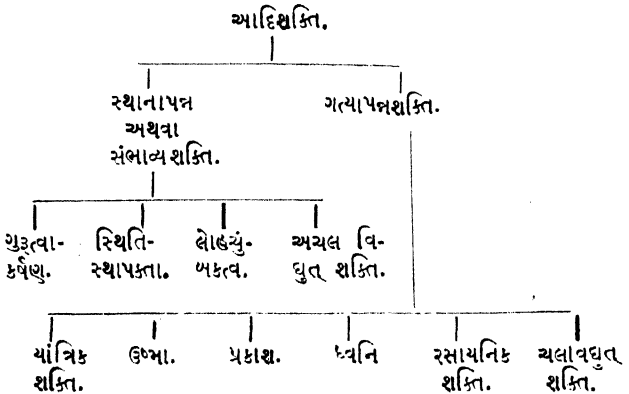 આદિશક્તિ.
સ્થાનાપન્ન
અથવા
સંભાવ્યશક્તિ.
ગત્યાપન્નશક્તિ.
ગુરૂત્વા-
કર્ષણ.
સ્થિતિ-
સ્થાપક્તા.
લોહચું-
બકત્વ.
અચલ વિ-
દ્યુત્ શક્તિ.
યાંત્રિક
શક્તિ.
ઉષ્મા.
પ્રકાશ.
ધ્વનિ
રસાયનિક
શક્તિ.
ચલાવદ્યુત્
શક્તિ.